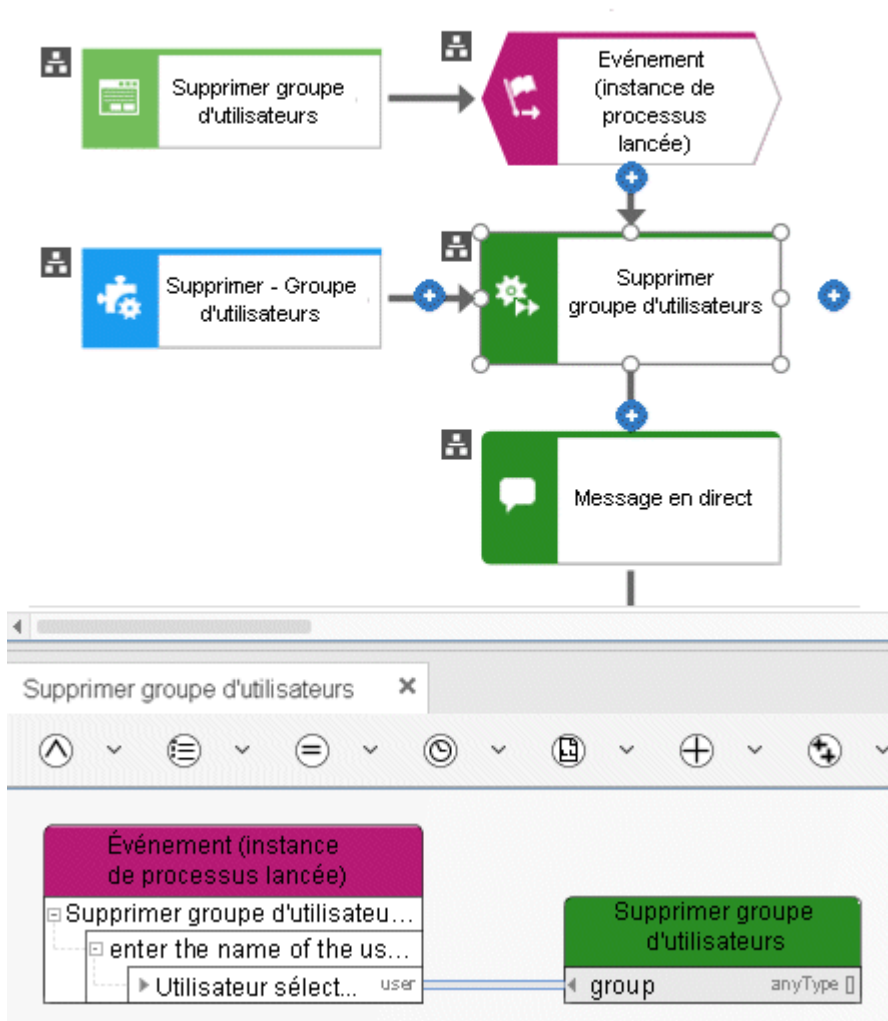 Supprimer groupe
d'utilisateurs
Evénement
(instance de
processus
lancée)
Supprimer - Groupe
d'utilisateurs
Supprimer
groupe d'utilisateurs
Message en direct
Supprimer groupe d'utilisateurs
Événement (instance
de processus lancée)
Supprimer groupe d'utilisateu...
enter the name of the us...
Utilisateur sélect... user
Supprimer groupe
d'utilisateurs
group anyType []